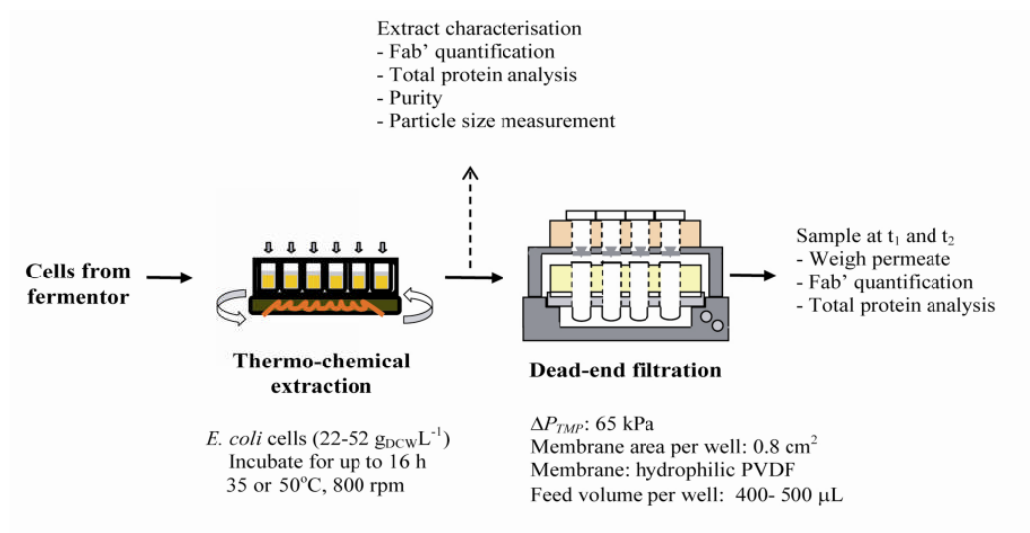 Extract characterisation
- Fab’ quantification
- Total protein analysis
- Purity
- Particle size measurement
Cells from
fermentor
Sample at t₁ and t₂
- Weigh permeate
- Fab’ quantification
- Total protein analysis
Thermo-chemical
extraction
E. coli cells (22-52 gDCWL⁻¹)
Incubate for up to 16 h
35 or 50°C, 800 rpm
Dead-end filtration
ΔPTMP: 65 kPa
Membrane area per well: 0.8 cm²
Membrane: hydrophilic PVDF
Feed volume per well: 400- 500 μL